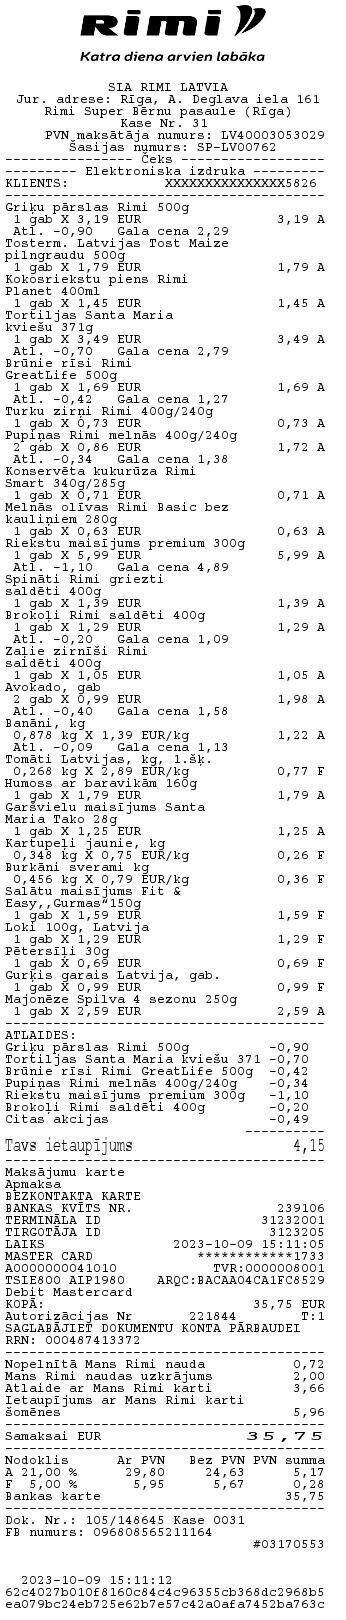 Rimi
Katra diena arvien labāka
SIA RIMI LATVIA
Jur. adrese: Rīga, A. Deglava iela 161
Rimi Super Bērnu pasaule (Rīga)
Kase Nr. 31
PVN maksātāja numurs: LV40003053029
Šasijas numurs: SP-LV00762
---------------- Čeks ----------------
--------- Elektroniska izdruka ---------
KLIENTS: XXXXXXXXXXXXXXX5826
Griķu pārslas Rimi 500g
1 gab X 3,19 EUR 3,19 A
Atl. -0,90 Gala cena 2,29
Tosterm. Latvijas Tost Maize
pilngraudu 500g
1 gab X 1,79 EUR 1,79 A
Kokosriekstu piens Rimi
Planet 400ml
1 gab X 1,45 EUR 1,45 A
Tortiljas Santa Maria
kviešu 371g
1 gab X 3,49 EUR 3,49 A
Atl. -0,70 Gala cena 2,79
Brūnie rīsi Rimi
GreatLife 500g
1 gab X 1,69 EUR 1,69 A
Atl. -0,42 Gala cena 1,27
Turku zirņi Rimi 400g/240g
1 gab X 0,73 EUR 0,73 A
Pupiņas Rimi melnās 400g/240g
2 gab X 0,86 EUR 1,72 A
Atl. -0,34 Gala cena 1,38
Konservēta kukurūza Rimi
Smart 340g/285g
1 gab X 0,71 EUR 0,71 A
Melnās olīvas Rimi Basic bez
kauliņiem 280g
1 gab X 0,63 EUR 0,63 A
Riekstu maisījums premium 300g
1 gab X 5,99 EUR 5,99 A
Atl. -1,10 Gala cena 4,89
Spināti Rimi griezti
saldēti 400g
1 gab X 1,39 EUR 1,39 A
Brokoļi Rimi saldēti 400g
1 gab X 1,29 EUR 1,29 A
Atl. -0,20 Gala cena 1,09
Zaļie zirnīši Rimi
saldēti 400g
1 gab X 1,05 EUR 1,05 A
Avokado, gab
2 gab X 0,99 EUR 1,98 A
Atl. -0,40 Gala cena 1,58
Banāni, kg
0,878 kg X 1,39 EUR/kg 1,22 A
Atl. -0,09 Gala cena 1,13
Tomāti Latvijas, kg, 1.šķ.
0,268 kg X 2,89 EUR/kg 0,77 F
Humoss ar baravikām 160g
1 gab X 1,79 EUR 1,79 A
Garšvielu maisījums Santa
Maria Tako 28g
1 gab X 1,25 EUR 1,25 A
Kartupeļi jaunie, kg
0,348 kg X 0,75 EUR/kg 0,26 F
Burkāni sverami kg
0,456 kg X 0,79 EUR/kg 0,36 F
Salātu maisījums Fit &
Easy,,Gurmas“150g
1 gab X 1,59 EUR 1,59 F
Loki 100g, Latvija
1 gab X 1,29 EUR 1,29 F
Pētersīļi 30g
1 gab X 0,69 EUR 0,69 F
Gurķis garais Latvija, gab.
1 gab X 0,99 EUR 0,99 F
Majonēze Spilva 4 sezonu 250g
1 gab X 2,59 EUR 2,59 A
ATLAIDES:
Griķu pārslas Rimi 500g -0,90
Tortiljas Santa Maria kviešu 371 -0,70
Brūnie rīsi Rimi GreatLife 500g -0,42
Pupiņas Rimi melnās 400g/240g -0,34
Riekstu maisījums premium 300g -1,10
Brokoļi Rimi saldēti 400g -0,20
Citas akcijas -0,49
Tavs ietaupījums 4,15
Maksājumu karte
Apmaksa
BEZKONTAKTA KARTE
BANKAS KVĪTS NR. 239106
TERMINĀLA ID 31232001
TIRGOTĀJA ID 3123205
LAIKS 2023-10-09 15:11:05
MASTER CARD ************1733
A0000000041010 TVR:0000008001
TSIE800 AIP1980 ARQC:BACAA04CA1FC8529
Debit Mastercard
KOPĀ: 35,75 EUR
Autorizācijas Nr 221844 T:1
SAGLABĀJIET DOKUMENTU KONTA PĀRBAUDEI
RRN: 000487413372
Nopelnītā Mans Rimi nauda 0,72
Mans Rimi naudas uzkrājums 2,00
Atlaide ar Mans Rimi karti 3,66
Ietaupījums ar Mans Rimi karti
šomēnes 5,96
Samaksai EUR 35,75
Nodoklis Ar PVN Bez PVN PVN summa
A 21,00 % 29,80 24,63 5,17
F 5,00 % 5,95 5,67 0,28
Bankas karte 35,75
Dok. Nr.: 105/148645 Kase 0031
FB numurs: 096808565211164
#03170553
2023-10-09 15:11:12
62c4027b010f8160c84c4c96355cb368dc2968b5
ea079bc24eb725e62b7e57c42a0afa7452ba763c